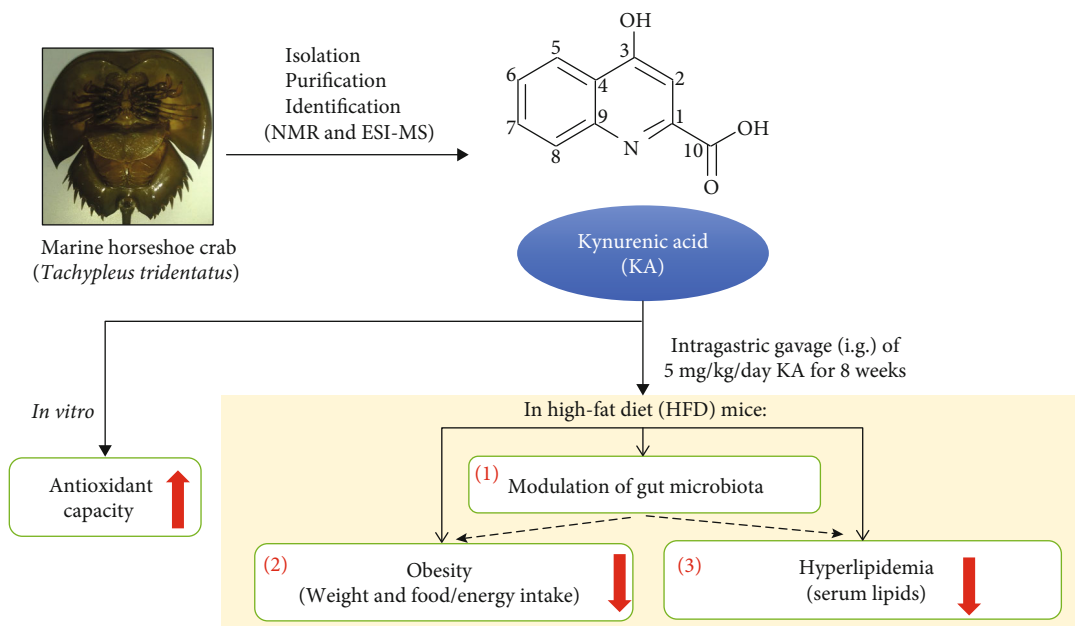 Isolation
Purification
Identification
(NMR and ESI-MS)
Marine horseshoe crab
(Tachypleus tridentatus)
OH
5
3
6
4
2
7
9
1
8
N
10
OH
O
Kynurenic acid
(KA)
Intragastric gavage (i.g.) of
5 mg/kg/day KA for 8 weeks
In vitro
Antioxidant
capacity
In high-fat diet (HFD) mice:
(1)
Modulation of gut microbiota
(2)
Obesity
(Weight and food/energy intake)
(3)
Hyperlipidemia
(serum lipids)